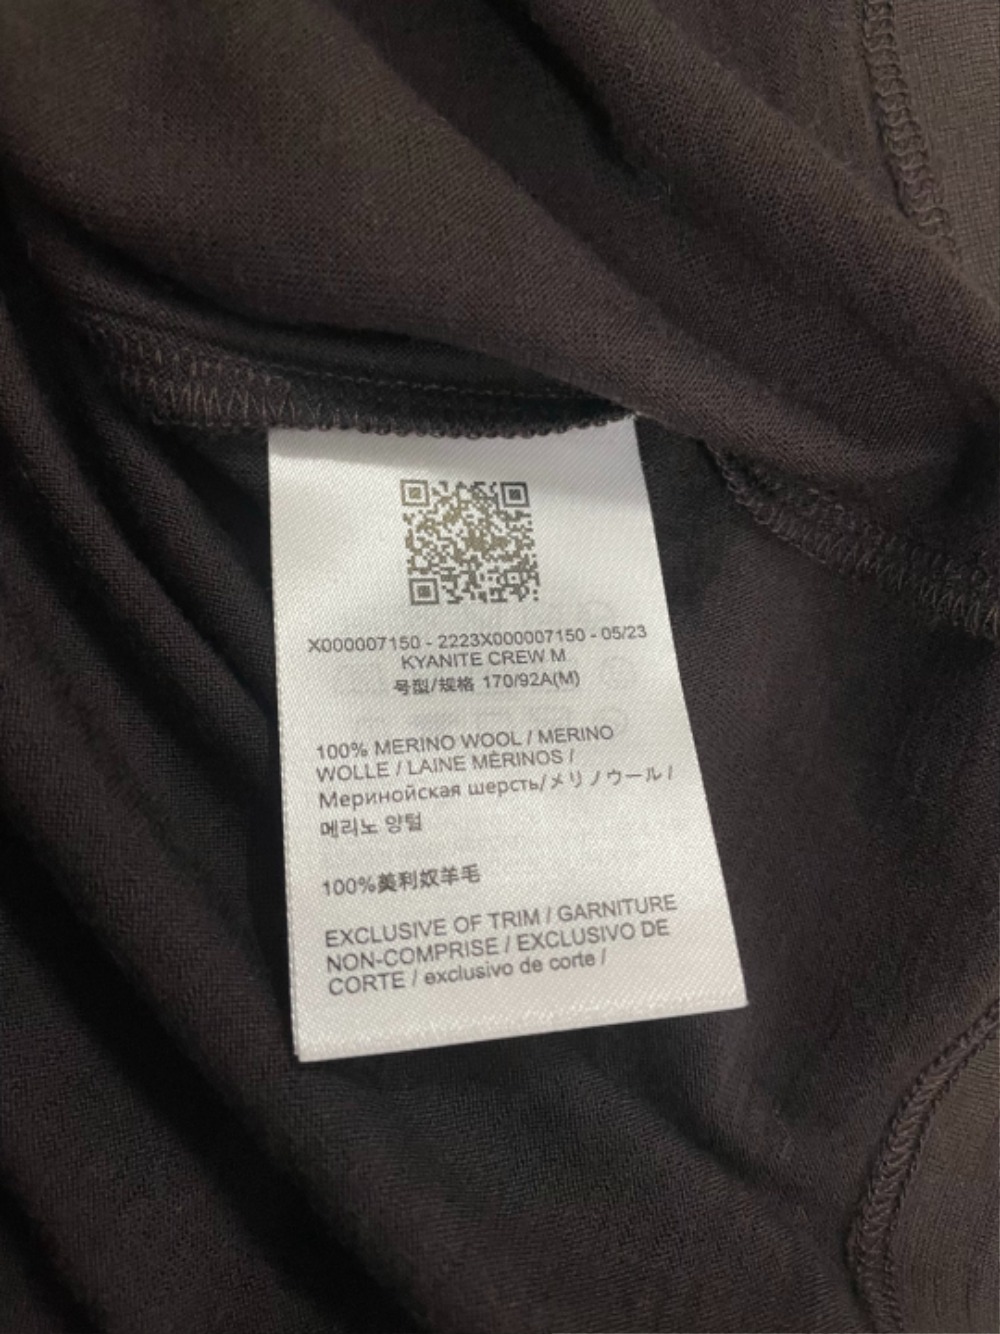 X000007150 - 2223X000007150 - 05/23
KYANITE CREW M
号型/规格 170/92A(M)
100% MERINO WOOL / MERINO
WOLLE / LAINE MÉRINOS /
Меринойская шерсть/メリノウール /
메리노 양털
100%美利奴羊毛
EXCLUSIVE OF TRIM / GARNITURE
NON-COMPRISE / EXCLUSIVO DE
CORTE / exclusivo de corte /